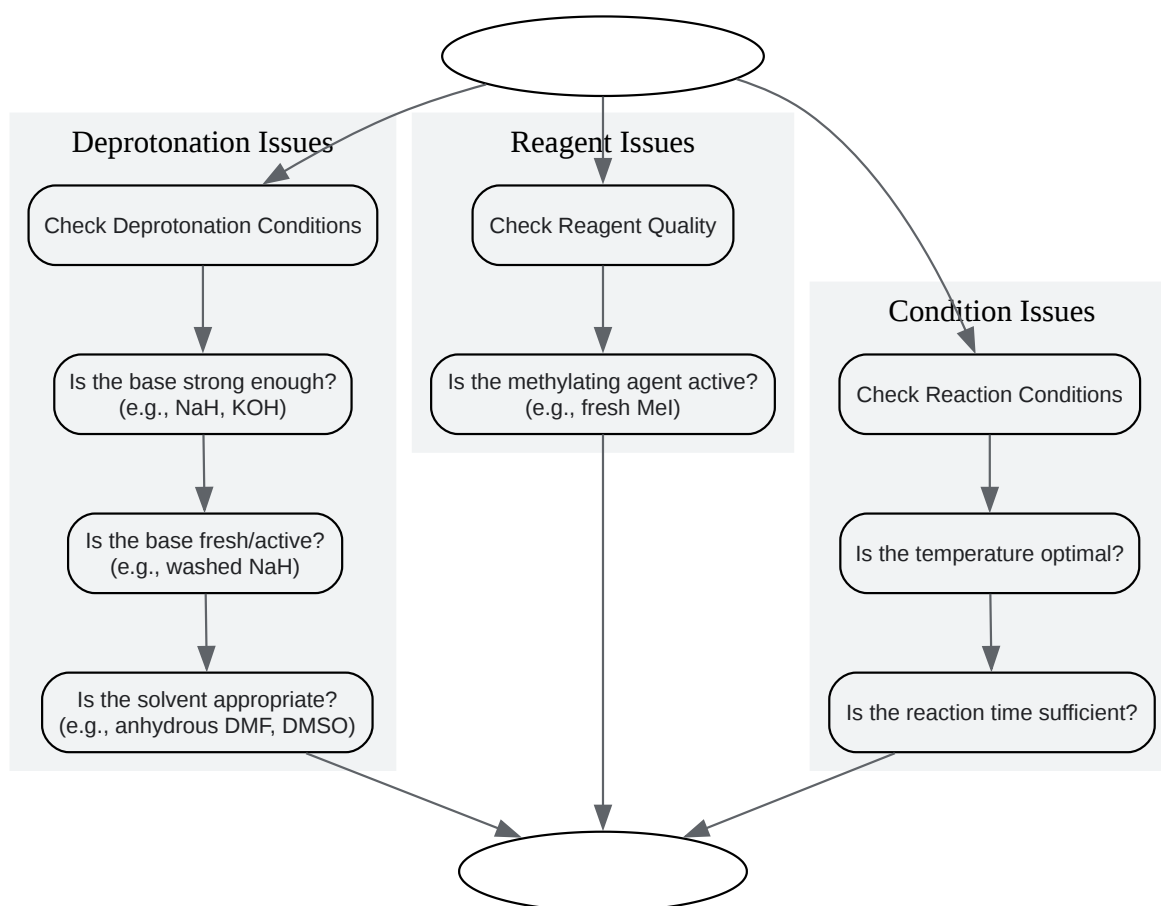 Deprotonation Issues
Check Deprotonation Conditions
Is the base strong enough?
(e.g., NaH, KOH)
Is the base fresh/active?
(e.g., washed NaH)
Is the solvent appropriate?
(e.g., anhydrous DMF, DMSO)
Reagent Issues
Check Reagent Quality
Is the methylating agent active?
(e.g., fresh MeI)
Condition Issues
Check Reaction Conditions
Is the temperature optimal?
Is the reaction time sufficient?